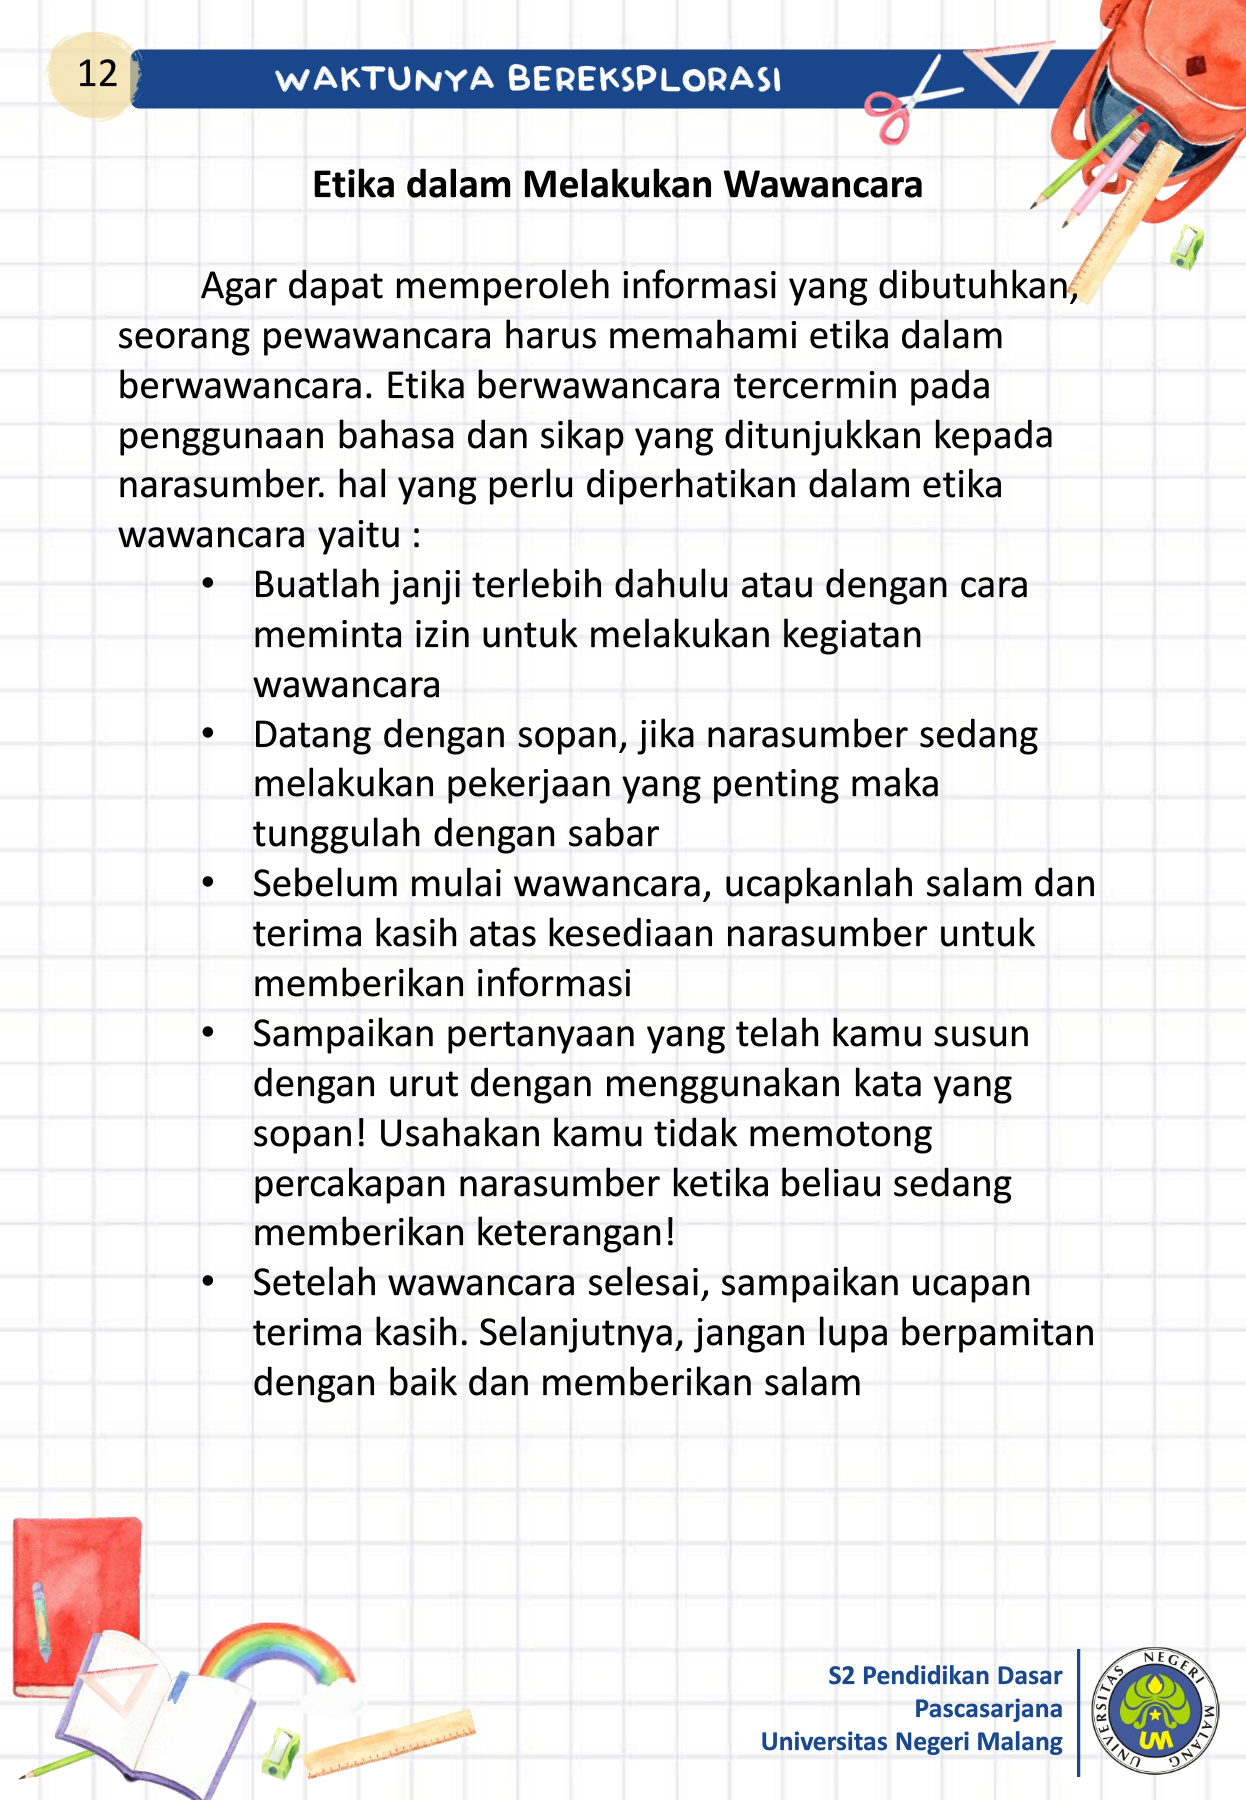 12
WAKTUNYA BEREKSPLORASI
Etika dalam Melakukan Wawancara
Agar dapat memperoleh informasi yang dibutuhkan,
seorang pewawancara harus memahami etika dalam
berwawancara. Etika berwawancara tercermin pada
penggunaan bahasa dan sikap yang ditunjukkan kepada
narasumber. hal yang perlu diperhatikan dalam etika
wawancara yaitu :
• Buatlah janji terlebih dahulu atau dengan cara
meminta izin untuk melakukan kegiatan
wawancara
• Datang dengan sopan, jika narasumber sedang
melakukan pekerjaan yang penting maka
tunggulah dengan sabar
• Sebelum mulai wawancara, ucapkanlah salam dan
terima kasih atas kesediaan narasumber untuk
memberikan informasi
• Sampaikan pertanyaan yang telah kamu susun
dengan urut dengan menggunakan kata yang
sopan! Usahakan kamu tidak memotong
percakapan narasumber ketika beliau sedang
memberikan keterangan!
• Setelah wawancara selesai, sampaikan ucapan
terima kasih. Selanjutnya, jangan lupa berpamitan
dengan baik dan memberikan salam
S2 Pendidikan Dasar
Pascasarjana
Universitas Negeri Malang
UNIVERSITAS NEGERI MALANG
UM